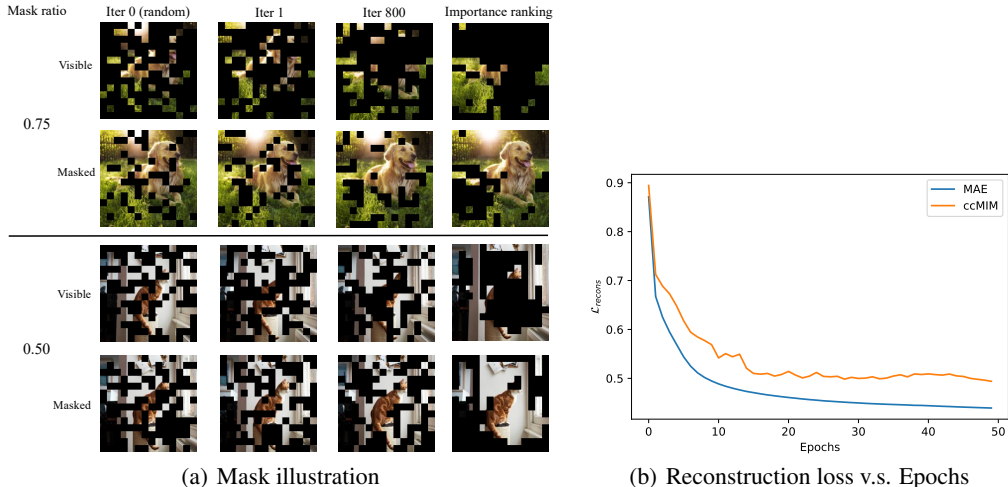 Mask ratio Iter 0 (random) Iter 1 Iter 800 Importance ranking
Visible
0.75
Masked
Visible
0.50
Masked
(a) Mask illustration
0.9
0.8
0.7
0.6
0.5
ℒrecons
MAE
ccMIM
0 10 20 30 40 50
Epochs
(b) Reconstruction loss v.s. Epochs